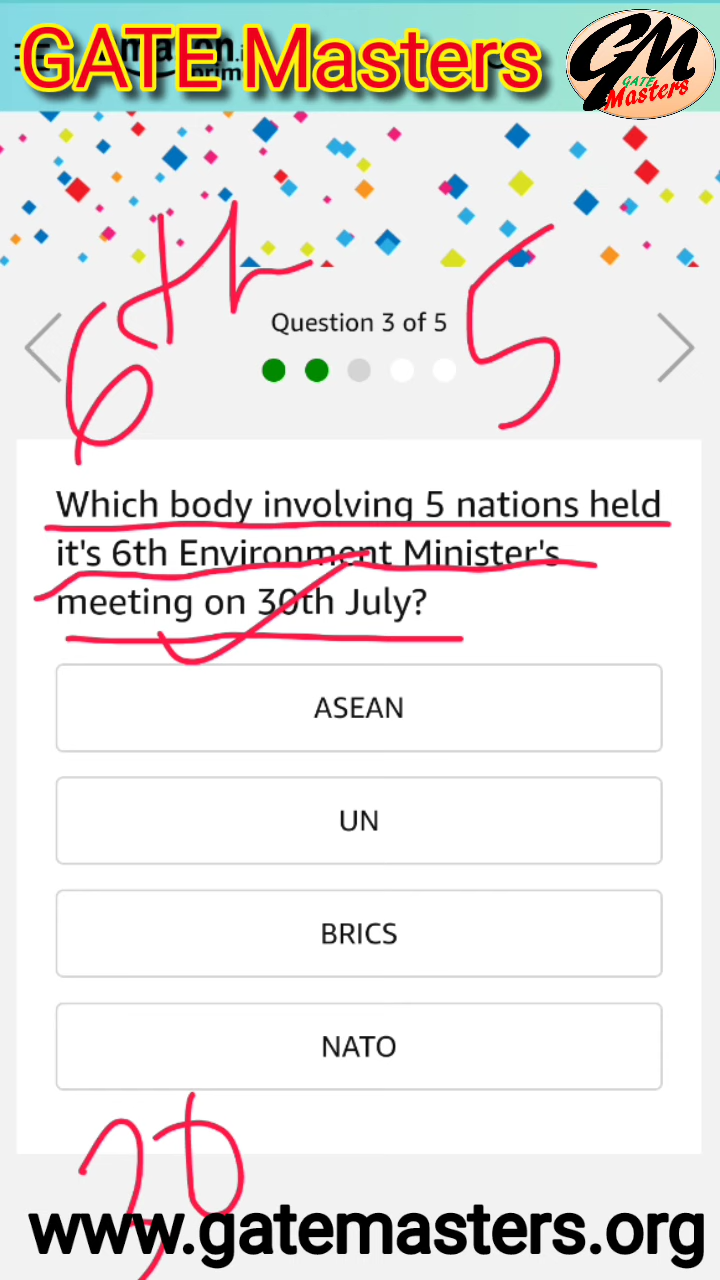 GATE Masters
GM
GATE
Masters
6th
5
Question 3 of 5
Which body involving 5 nations held
it's 6th Environment Minister's
meeting on 30th July?
ASEAN
UN
BRICS
NATO
30
www.gatemasters.org